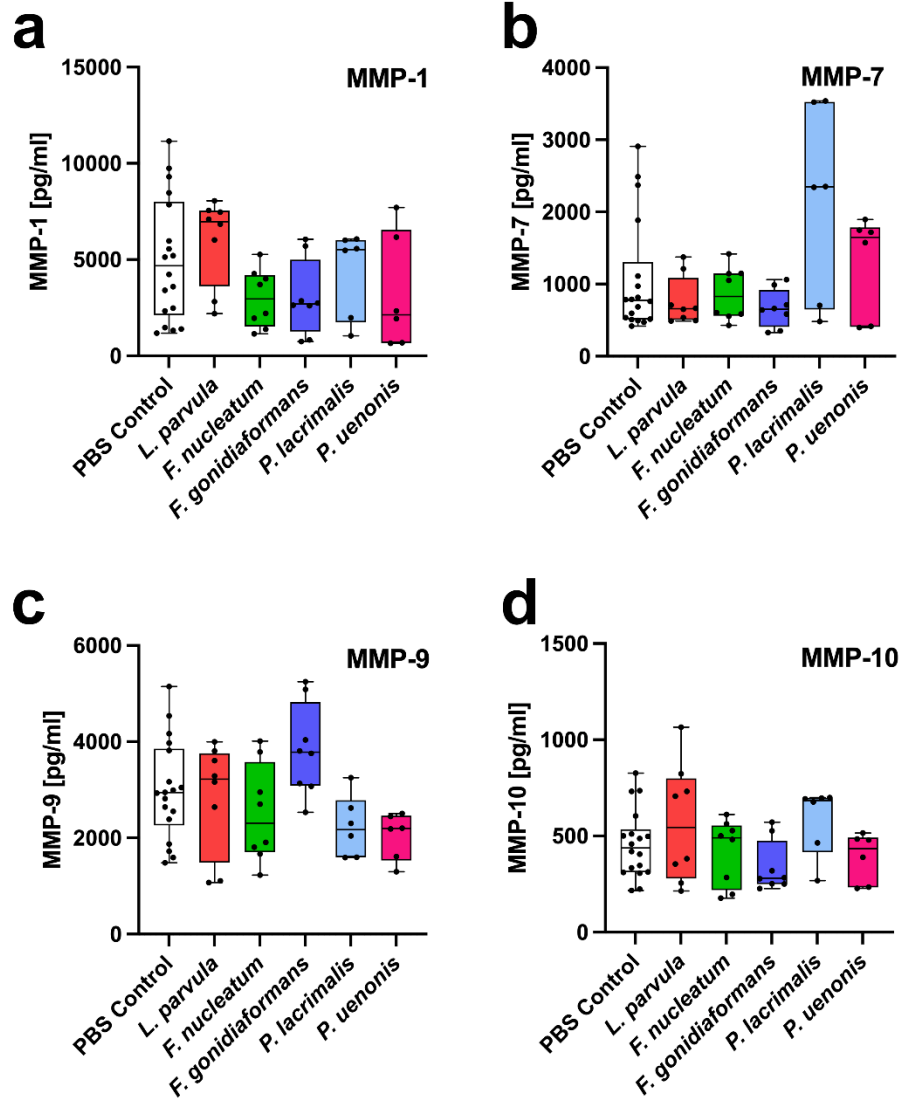 a
MMP-1
MMP-1 [pg/ml]
15000
10000
5000
0
PBS Control
L. parvula
F. nucleatum
F. gonidiaformans
P. lacrimalis
P. uenonis
b
MMP-7
MMP-7 [pg/ml]
4000
3000
2000
1000
0
PBS Control
L. parvula
F. nucleatum
F. gonidiaformans
P. lacrimalis
P. uenonis
c
MMP-9
MMP-9 [pg/ml]
6000
4000
2000
0
PBS Control
L. parvula
F. nucleatum
F. gonidiaformans
P. lacrimalis
P. uenonis
d
MMP-10
MMP-10 [pg/ml]
1500
1000
500
0
PBS Control
L. parvula
F. nucleatum
F. gonidiaformans
P. lacrimalis
P. uenonis